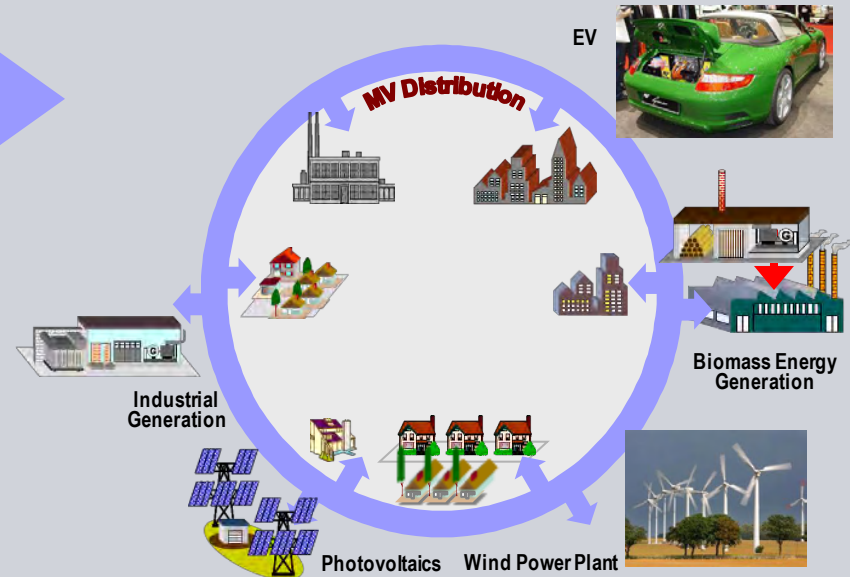 EV
MV Distribution
G
Biomass Energy
Generation
G
Industrial
Generation
Photovoltaics
Wind Power Plant